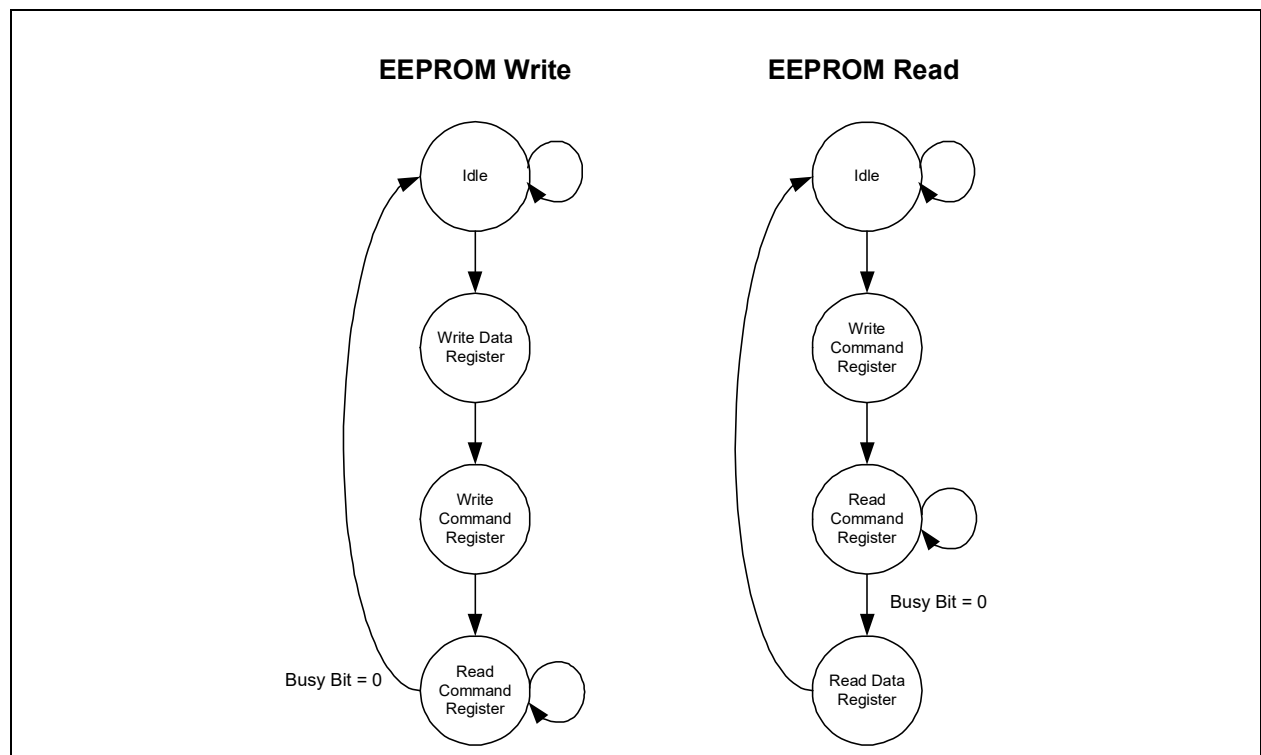 EEPROM Write
Idle
Write Data
Register
Write
Command
Register
Read
Command
Register
Busy Bit = 0
EEPROM Read
Idle
Write
Command
Register
Read
Command
Register
Busy Bit = 0
Read Data
Register